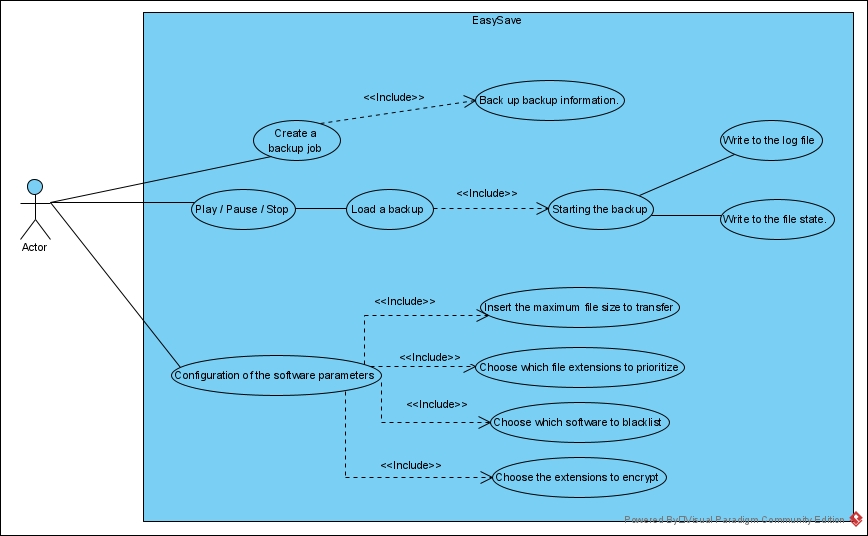 EasySave
<<Include>>
Back up backup information.
Create a
backup job
Write to the log file
<<Include>>
Play / Pause / Stop
Load a backup
Starting the backup
Write to the file state.
Actor
<<Include>>
Insert the maximum file size to transfer
<<Include>>
Choose which file extensions to prioritize
Configuration of the software parameters
<<Include>>
Choose which software to blacklist
<<Include>>
Choose the extensions to encrypt
Powered By Visual Paradigm Community Edition